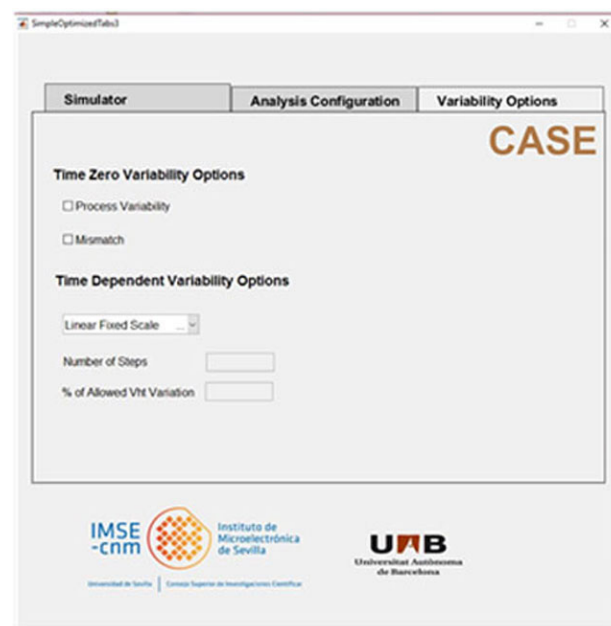 SimpleOptimizedTabs3
Simulator
Analysis Configuration
Variability Options
CASE
Time Zero Variability Options
Process Variability
Mismatch
Time Dependent Variability Options
Linear Fixed Scale ...
Number of Steps
% of Allowed Vht Variation
IMSE
-cnm
Instituto de
Microelectrónica
de Sevilla
Universidad de Sevilla
Consejo Superior de Investigaciones Científicas
UAB
Universitat Autònoma
de Barcelona